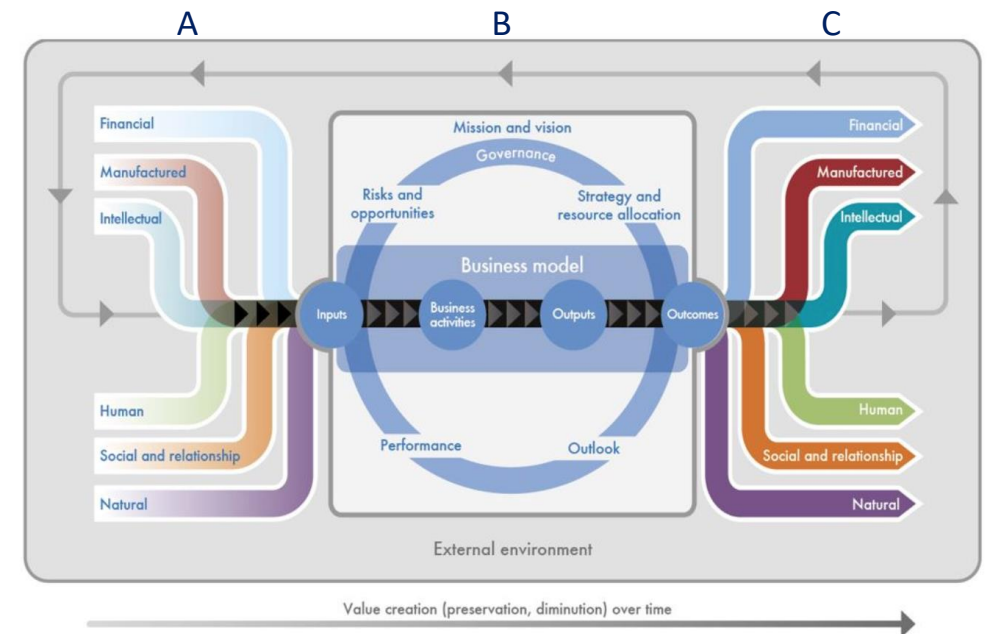 A
B
C
Financial
Manufactured
Intellectual
Human
Social and relationship
Natural
Mission and vision
Governance
Risks and
opportunities
Strategy and
resource allocation
Business model
Inputs
Business
activities
Outputs
Outcomes
Performance
Outlook
Financial
Manufactured
Intellectual
Human
Social and relationship
Natural
External environment
Value creation (preservation, diminution) over time